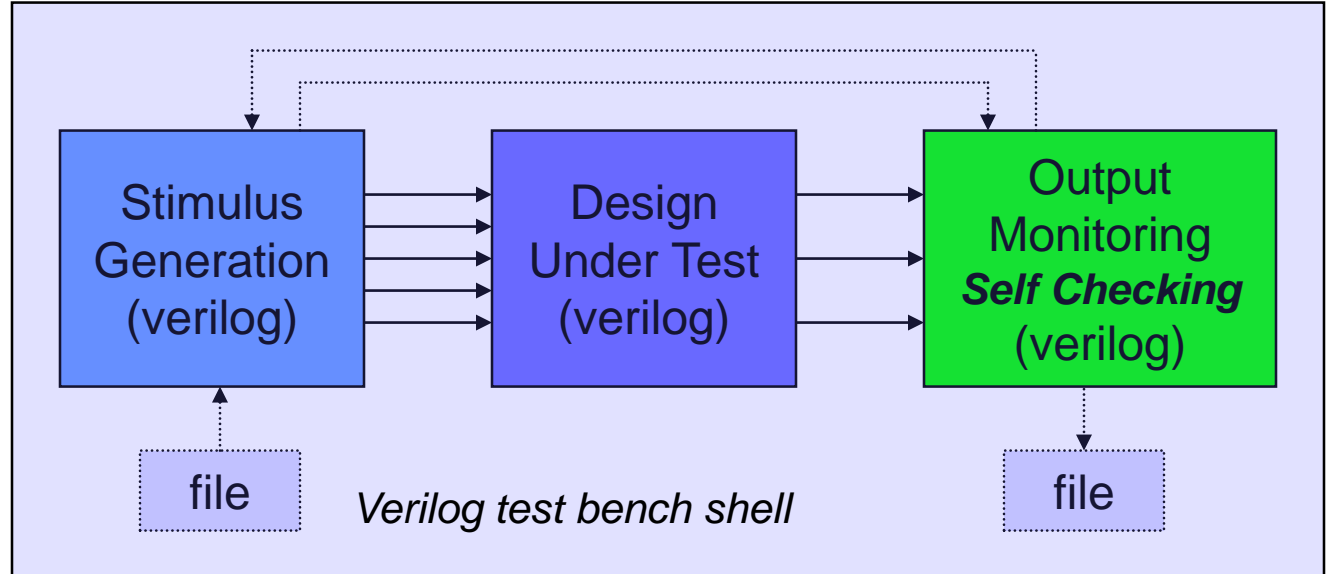 Stimulus
Generation
(verilog)
Design
Under Test
(verilog)
Output
Monitoring
Self Checking
(verilog)
file
Verilog test bench shell
file